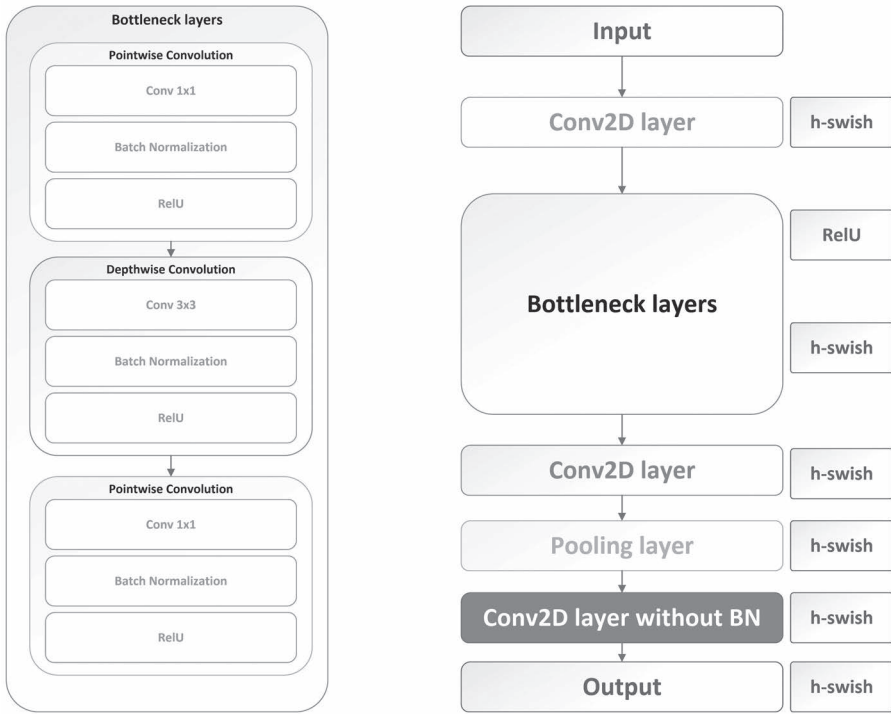 Bottleneck layers
Pointwise Convolution
Conv 1x1
Batch Normalization
RelU
Depthwise Convolution
Conv 3x3
Batch Normalization
RelU
Pointwise Convolution
Conv 1x1
Batch Normalization
RelU
Input
Conv2D layer
h-swish
RelU
Bottleneck layers
h-swish
Conv2D layer
h-swish
Pooling layer
h-swish
Conv2D layer without BN
h-swish
Output
h-swish